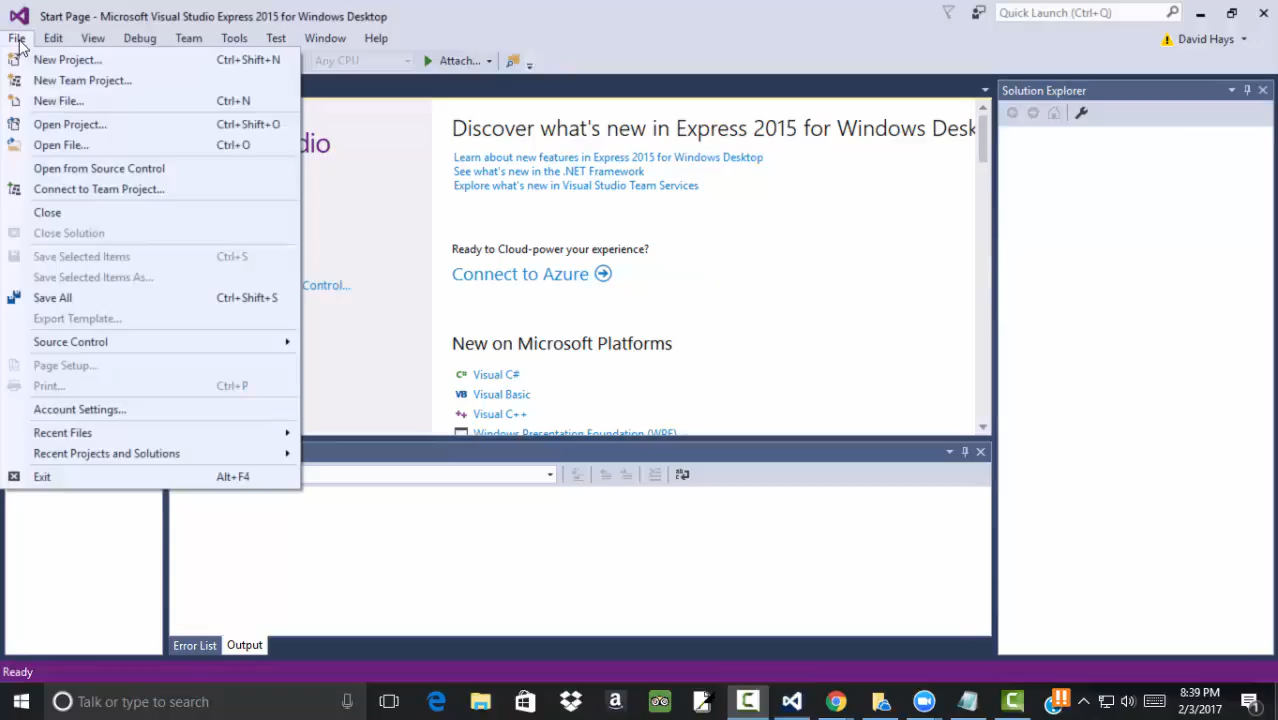 Start Page - Microsoft Visual Studio Express 2015 for Windows Desktop
Quick Launch (Ctrl+Q)
File Edit View Debug Team Tools Test Window Help
David Hays
Any CPU
Attach...
New Project... Ctrl+Shift+N
New Team Project...
New File... Ctrl+N
Open Project... Ctrl+Shift+O
Open File... Ctrl+O
Open from Source Control
Connect to Team Project...
Close
Close Solution
Save Selected Items Ctrl+S
Save Selected Items As...
Save All Ctrl+Shift+S
Export Template...
Source Control
Page Setup...
Print... Ctrl+P
Account Settings...
Recent Files
Recent Projects and Solutions
Exit Alt+F4
dio
Control...
Discover what's new in Express 2015 for Windows Desk
Learn about new features in Express 2015 for Windows Desktop
See what's new in the .NET Framework
Explore what's new in Visual Studio Team Services
Ready to Cloud-power your experience?
Connect to Azure
New on Microsoft Platforms
C# Visual C#
VB Visual Basic
Visual C++
Windows Presentation Foundation (WPF)...
Solution Explorer
Error List Output
Ready
Talk or type to search
8:39 PM
2/3/2017